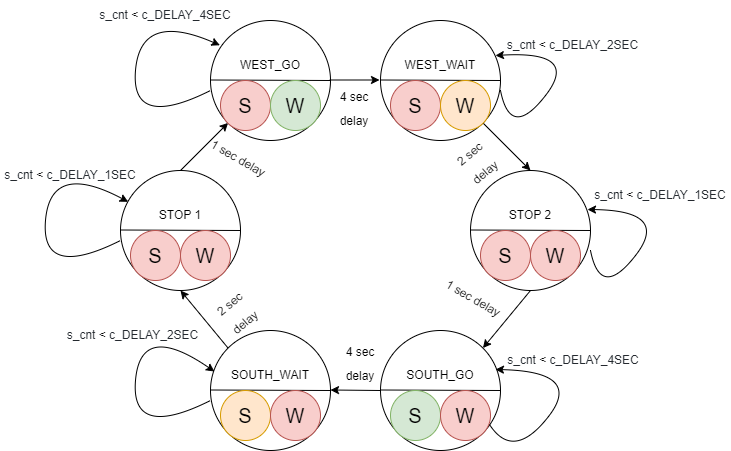 s_cnt < c_DELAY_4SEC
WEST_GO
S W
4 sec
delay
WEST_WAIT
S W
s_cnt < c_DELAY_2SEC
2 sec
delay
1 sec delay
s_cnt < c_DELAY_1SEC
STOP 1
S W
STOP 2
S W
s_cnt < c_DELAY_1SEC
1 sec delay
2 sec
delay
s_cnt < c_DELAY_2SEC
SOUTH_WAIT
S W
4 sec
delay
SOUTH_GO
S W
s_cnt < c_DELAY_4SEC